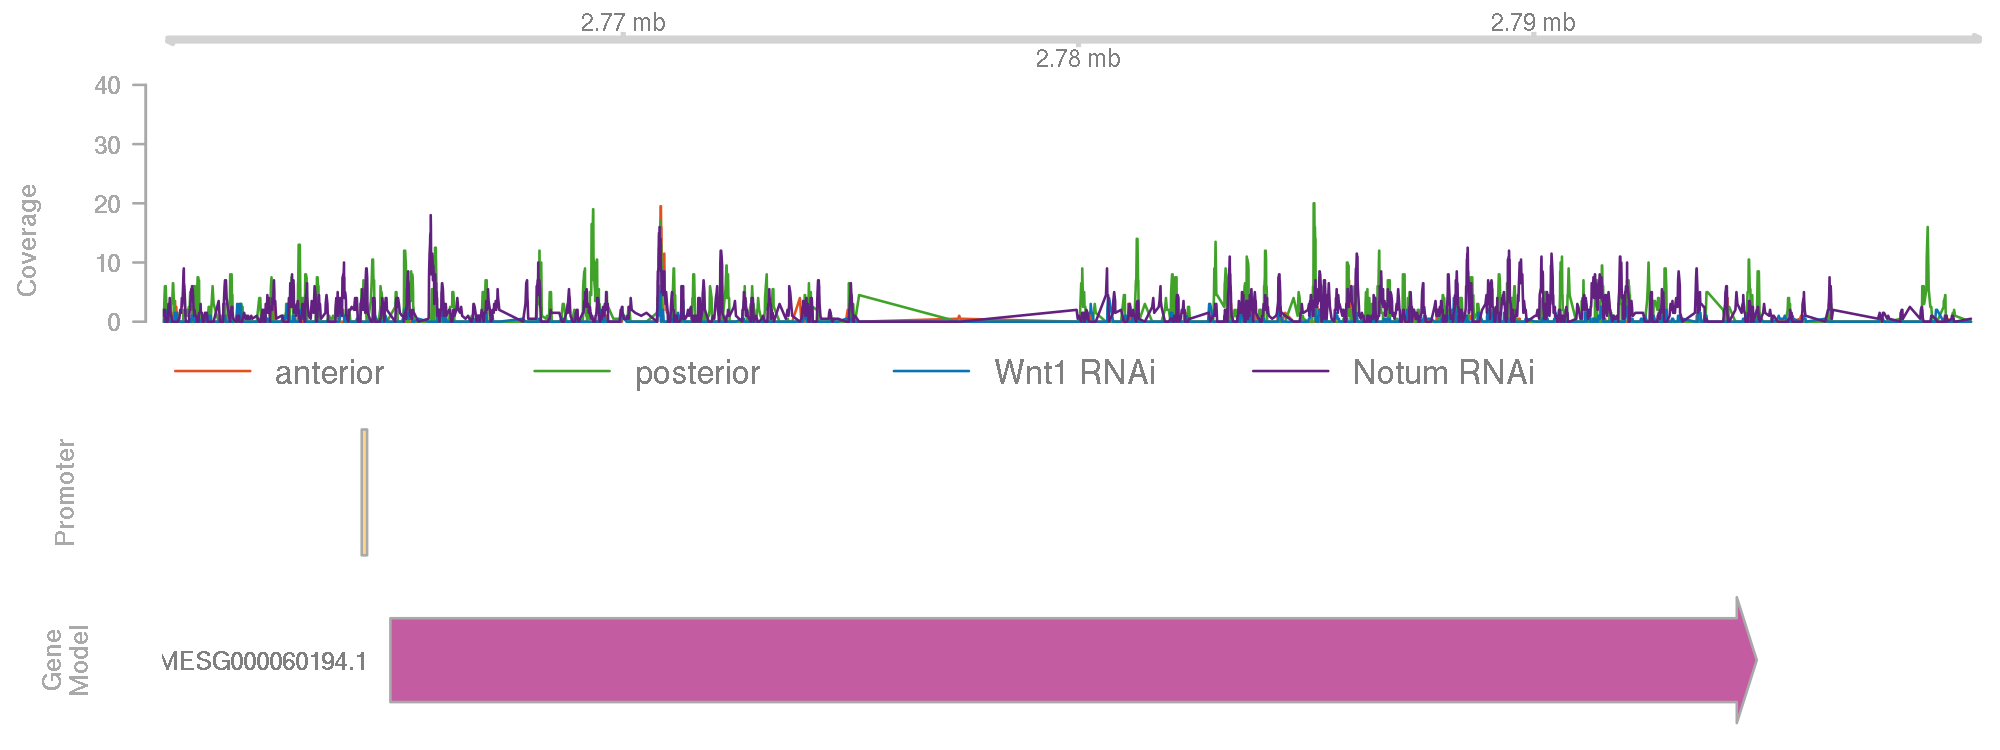 2.77 mb
2.79 mb
2.78 mb
40
30
20
10
0
Coverage
anterior
posterior
Wnt1 RNAi
Notum RNAi
Promoter
Gene
Model
MESG000060194.1